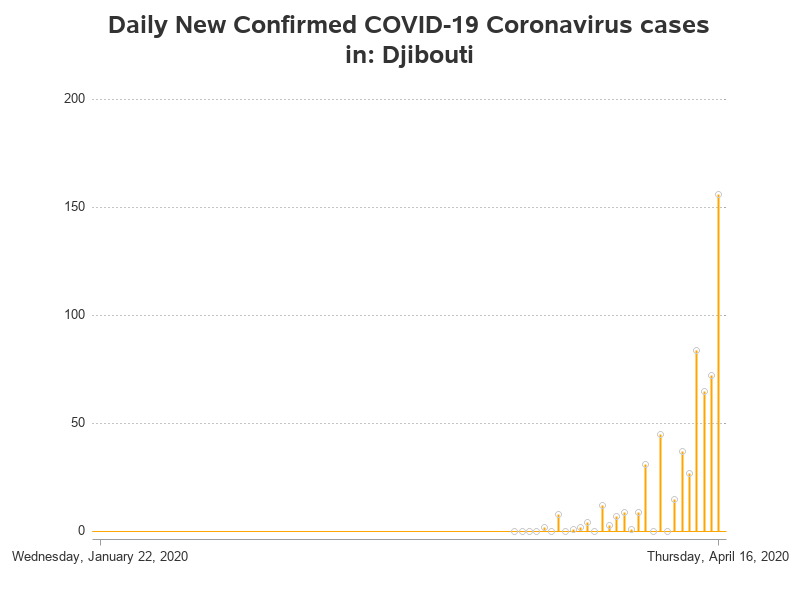 Daily New Confirmed COVID-19 Coronavirus cases
in: Djibouti
200
150
100
50
0
Wednesday, January 22, 2020
Thursday, April 16, 2020